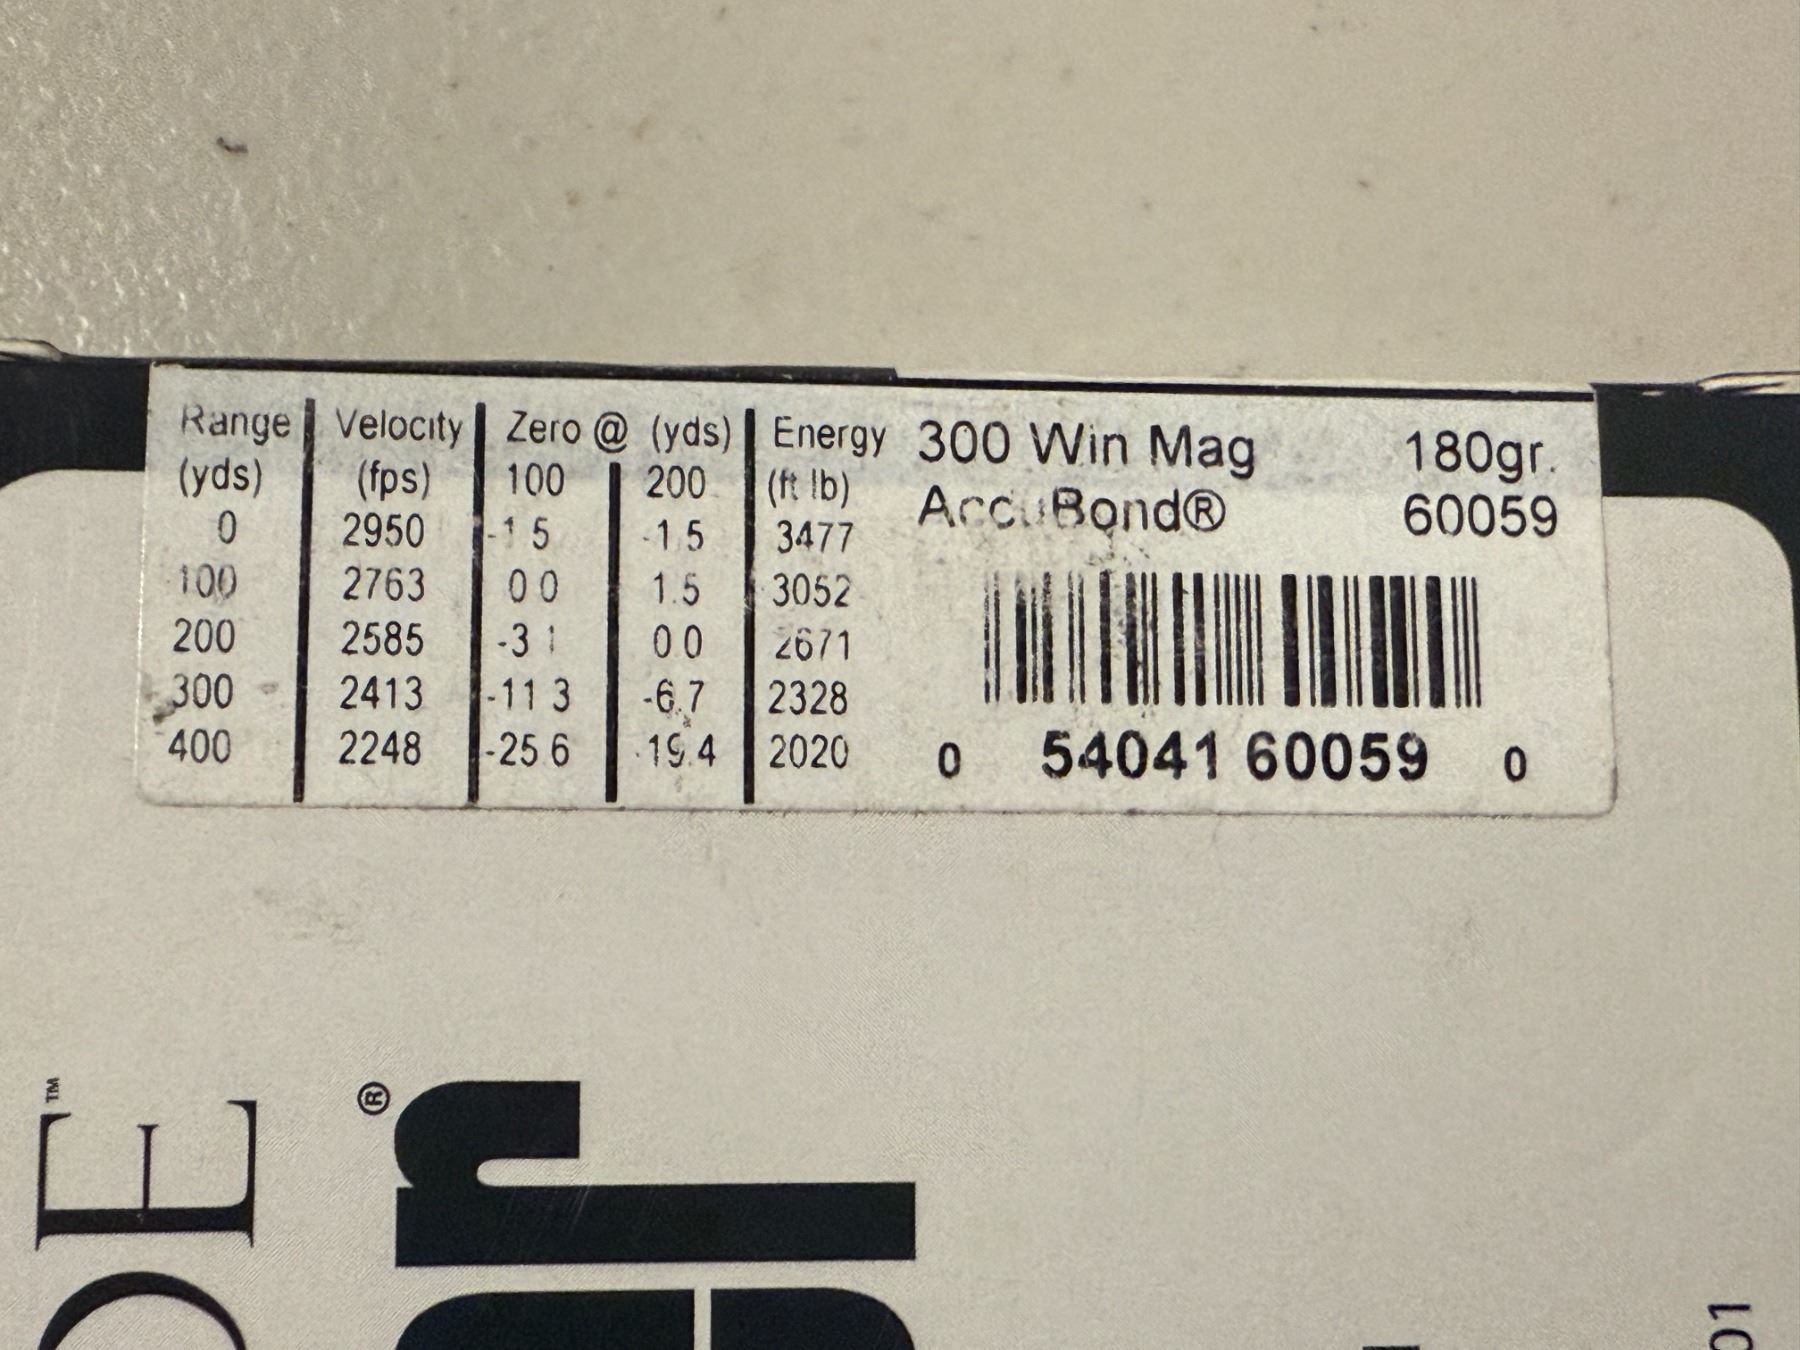 Range Velocity Zero @ (yds) Energy
(yds) (fps) 100 200 (ft lb)
0 2950 -1 5 -1 5 3477
100 2763 0 0 1.5 3052
200 2585 -3 1 0 0 2671
300 2413 -11 3 -6.7 2328
400 2248 -25 6 -19.4 2020
300 Win Mag 180gr.
AccuBond® 60059
0 54041 60059 0
E™
®
01